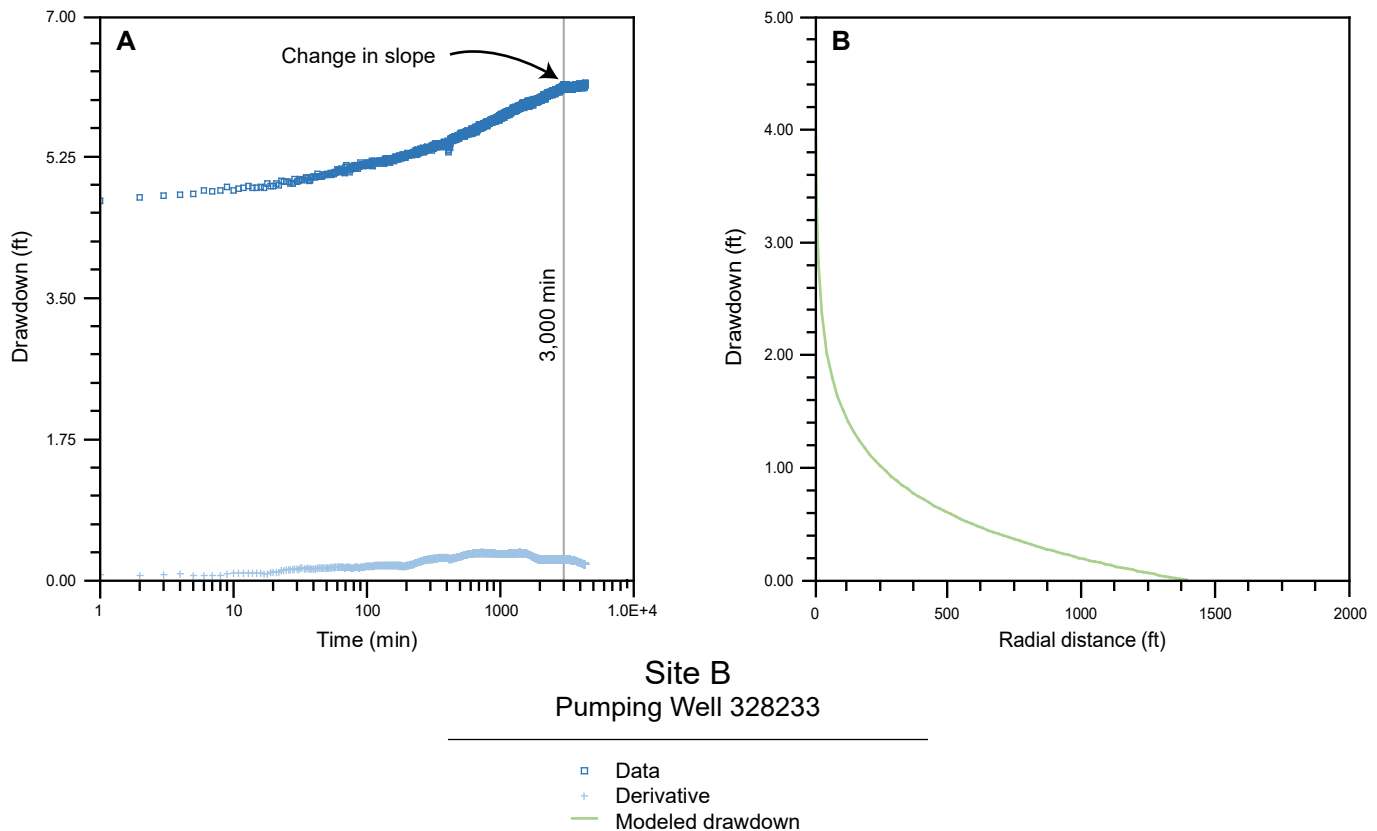 A
Change in slope
3,000 min
Drawdown (ft)
7.00
5.25
3.50
1.75
0.00
1
10
100
1000
1.0E+4
Time (min)
B
Drawdown (ft)
5.00
4.00
3.00
2.00
1.00
0.00
0
500
1000
1500
2000
Radial distance (ft)
Site B
Pumping Well 328233
Data
Derivative
Modeled drawdown